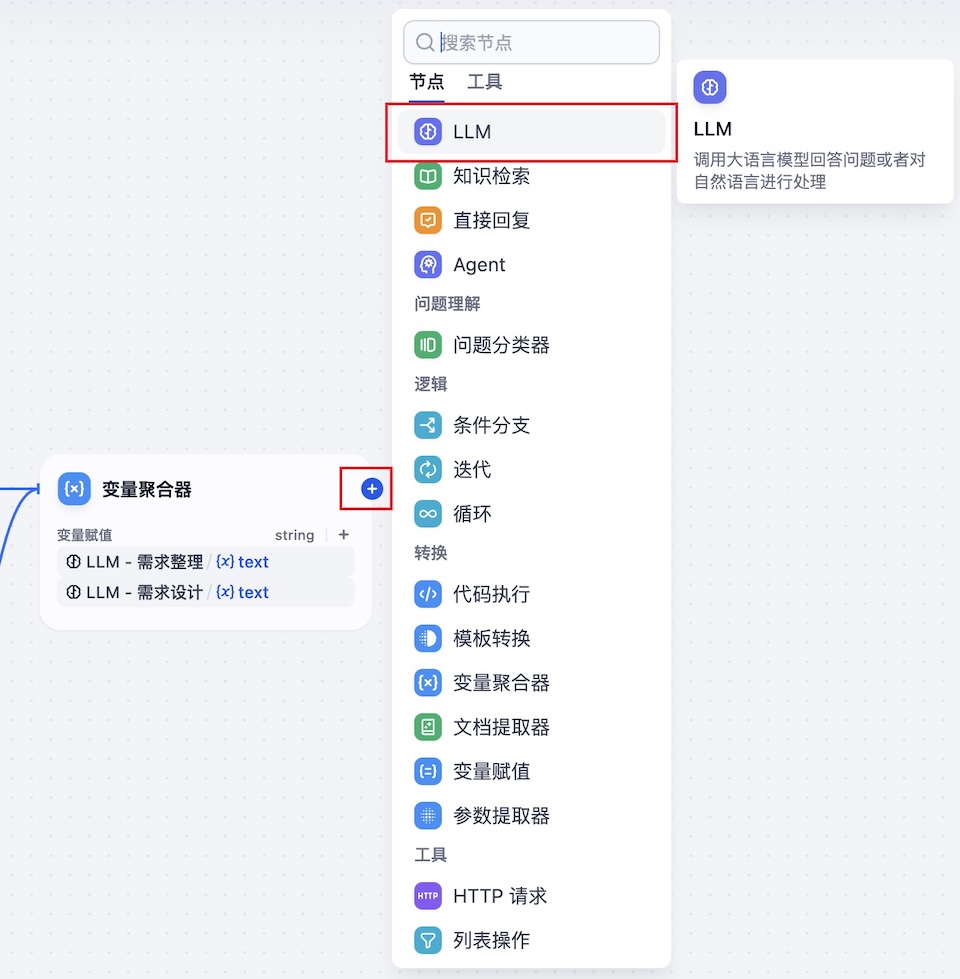 搜索节点
节点 工具
LLM
知识检索
直接回复
Agent
问题理解
问题分类器
逻辑
条件分支
迭代
循环
转换
代码执行
模板转换
变量聚合器
文档提取器
变量赋值
参数提取器
工具
HTTP HTTP 请求
列表操作
LLM
调用大语言模型回答问题或者对
自然语言进行处理
{x} 变量聚合器
变量赋值 string +
LLM - 需求整理 / {x} text
LLM - 需求设计 / {x} text